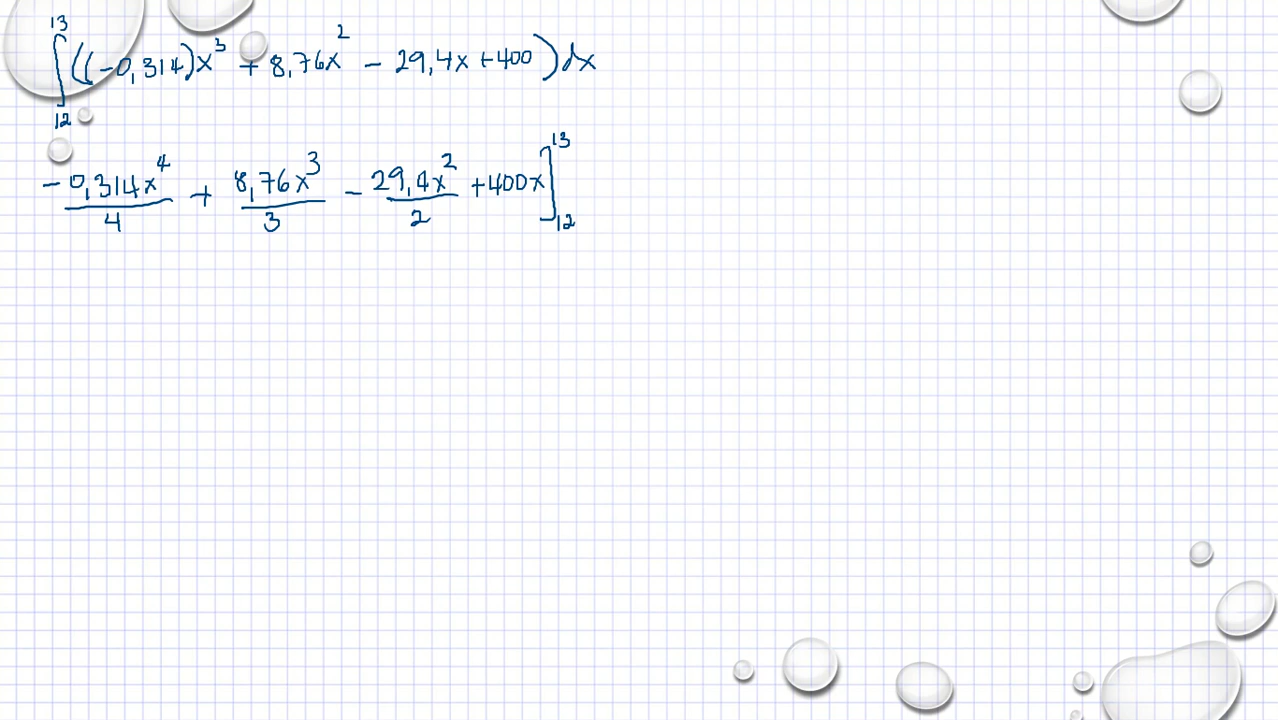 ∫₁₂¹³ ((-0,314)x³ + 8,76x² - 29,4x +400) dx
-0,314x⁴/4 + 8,76x³/3 - 29,4x²/2 +400x]₁₂¹³